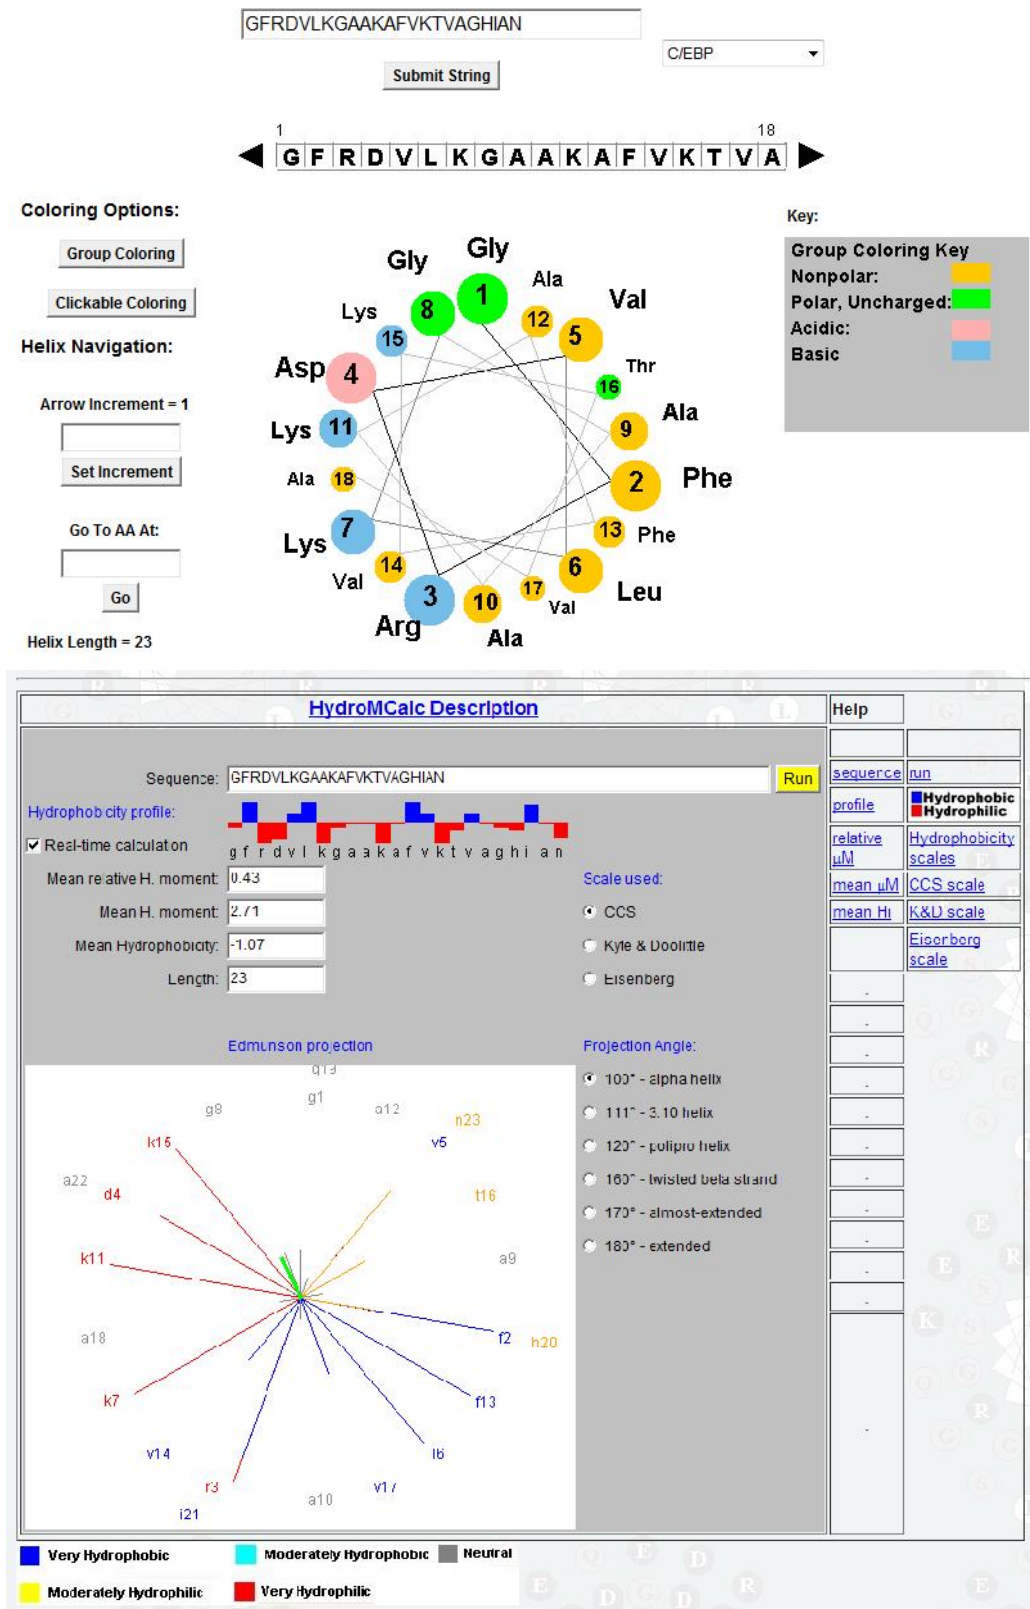 GFRDVLKGAAKAFVKTVAGHIAN
C/EBP
Submit String
1 18
G F R D V L K G A A K A F V K T V A
Coloring Options:
Group Coloring
Clickable Coloring
Helix Navigation:
Arrow Increment = 1
Set Increment
Go To AA At:
Go
Helix Length = 23
Key:
Group Coloring Key
Nonpolar:
Polar, Uncharged:
Acidic:
Basic
Gly 1
Ala 12
Val 5
Thr 16
Ala 9
Phe 2
Phe 13
Leu 6
Val 17
Ala 10
Arg 3
Val 14
Lys 7
Ala 18
Lys 11
Asp 4
Lys 15
Gly 8
HydroMCalc Description
Help
Sequence: GFRDVLKGAAKAFVKTVAGHIAN Run
Hydrophobicity profile:
Real-time calculation
g f r d v l k g a a k a f v k t v a g h i a n
Mean relative H. moment: 0.43
Mean H. moment: 2.71
Mean Hydrophobicity: -1.07
Length: 23
Scale used:
CCS
Kyte & Doolittle
Eisenberg
sequence run
profile
Hydrophobic
Hydrophilic
relative µM
Hydrophobicity scales
mean µM CCS scale
mean Hi K&D scale
Eisenberg scale
Edmunson projection
g19
g1
g8
a12
n23
v5
k15
a22
d4
t16
k11
a9
a18
f2
h20
k7
f13
v14
l6
r3
v17
a10
i21
Projection Angle:
100° - alpha helix
111° - 3.10 helix
120° - polipro helix
160° - twisted beta strand
170° - almost-extended
180° - extended
Very Hydrophobic
Moderately Hydrophobic
Neutral
Moderately Hydrophilic
Very Hydrophilic